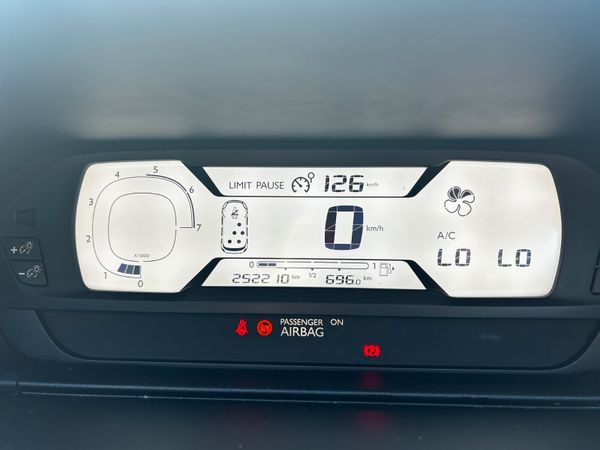 LIMIT PAUSE 126 km/h
4 5 6 7
3
2
1
0
X1000
0 km/h
A/C
LO LO
0 1/2 1
252210 km 696.0 km
+
-
PASSENGER ON
AIRBAG
P